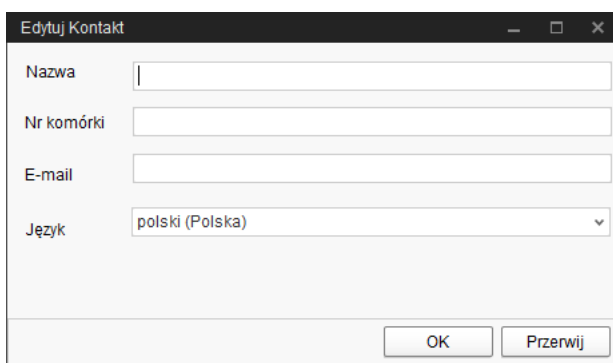 Edytuj Kontakt
Nazwa
Nr komórki
E-mail
Język polski (Polska)
OK Przerwij